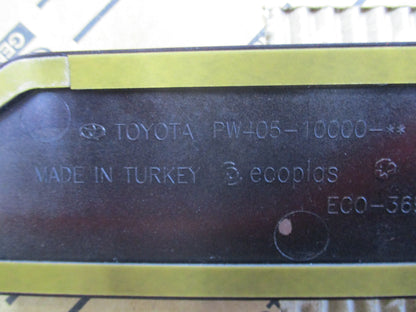 TOYOTA PW405-10000-**
MADE IN TURKEY ecoplas
ECO-36